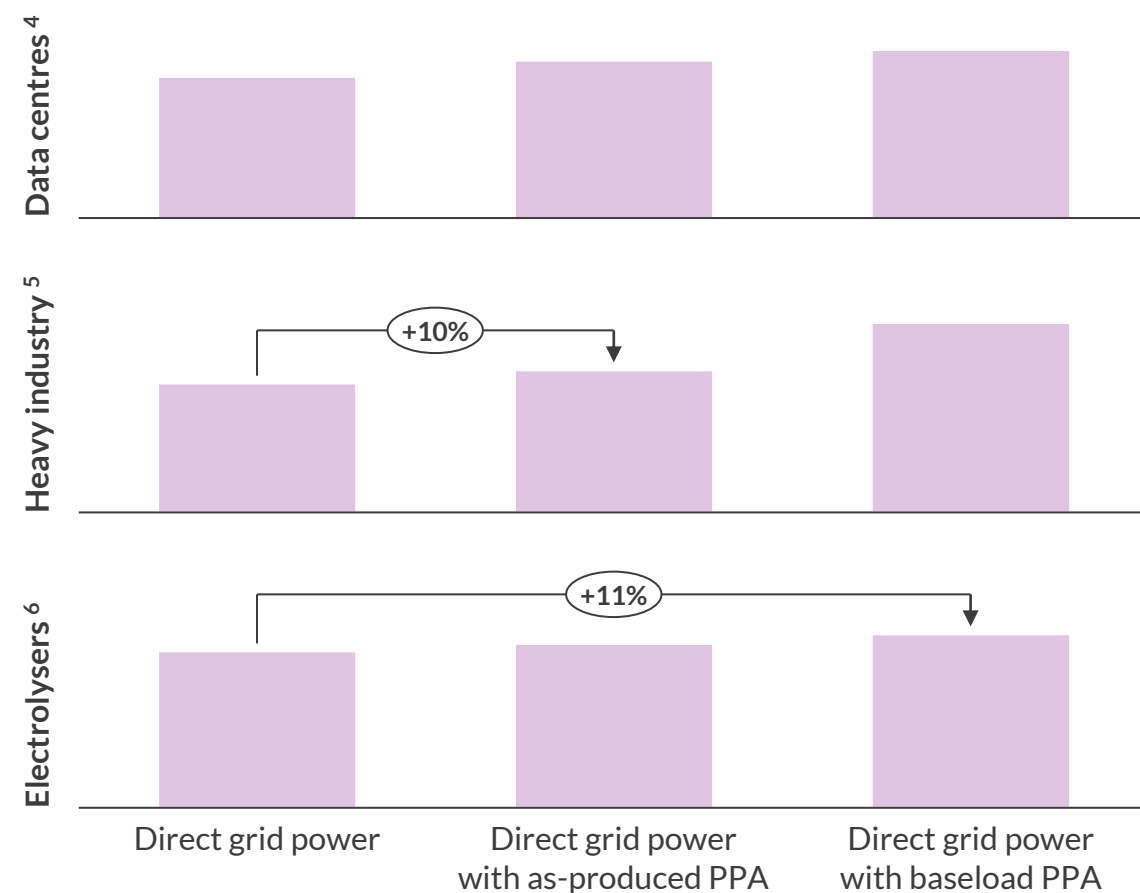 Data centres 4
Heavy industry 5
+10%
Electrolysers 6
+11%
Direct grid power
Direct grid power
with as-produced PPA
Direct grid power
with baseload PPA